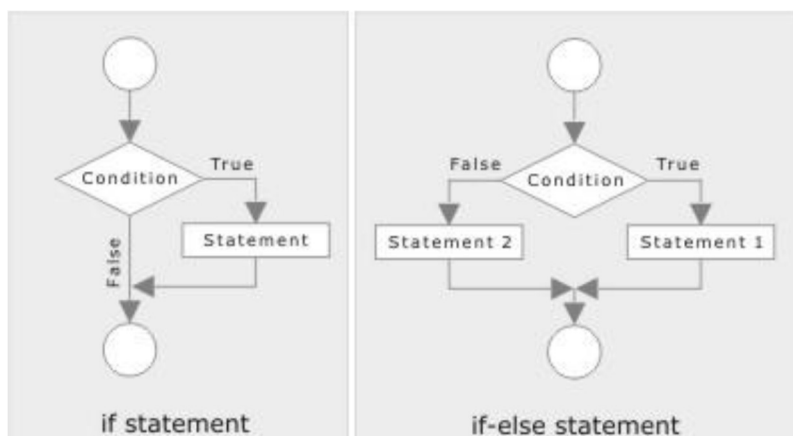 True
Condition
Statement
False
if statement
False
True
Condition
Statement 2
Statement 1
if-else statement